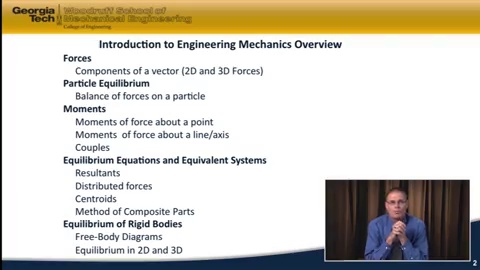 Georgia Tech
Woodruff School of
Mechanical Engineering
College of Engineering
Introduction to Engineering Mechanics Overview
Forces
Components of a vector (2D and 3D Forces)
Particle Equilibrium
Balance of forces on a particle
Moments
Moments of force about a point
Moments of force about a line/axis
Couples
Equilibrium Equations and Equivalent Systems
Resultants
Distributed forces
Centroids
Method of Composite Parts
Equilibrium of Rigid Bodies
Free-Body Diagrams
Equilibrium in 2D and 3D
2